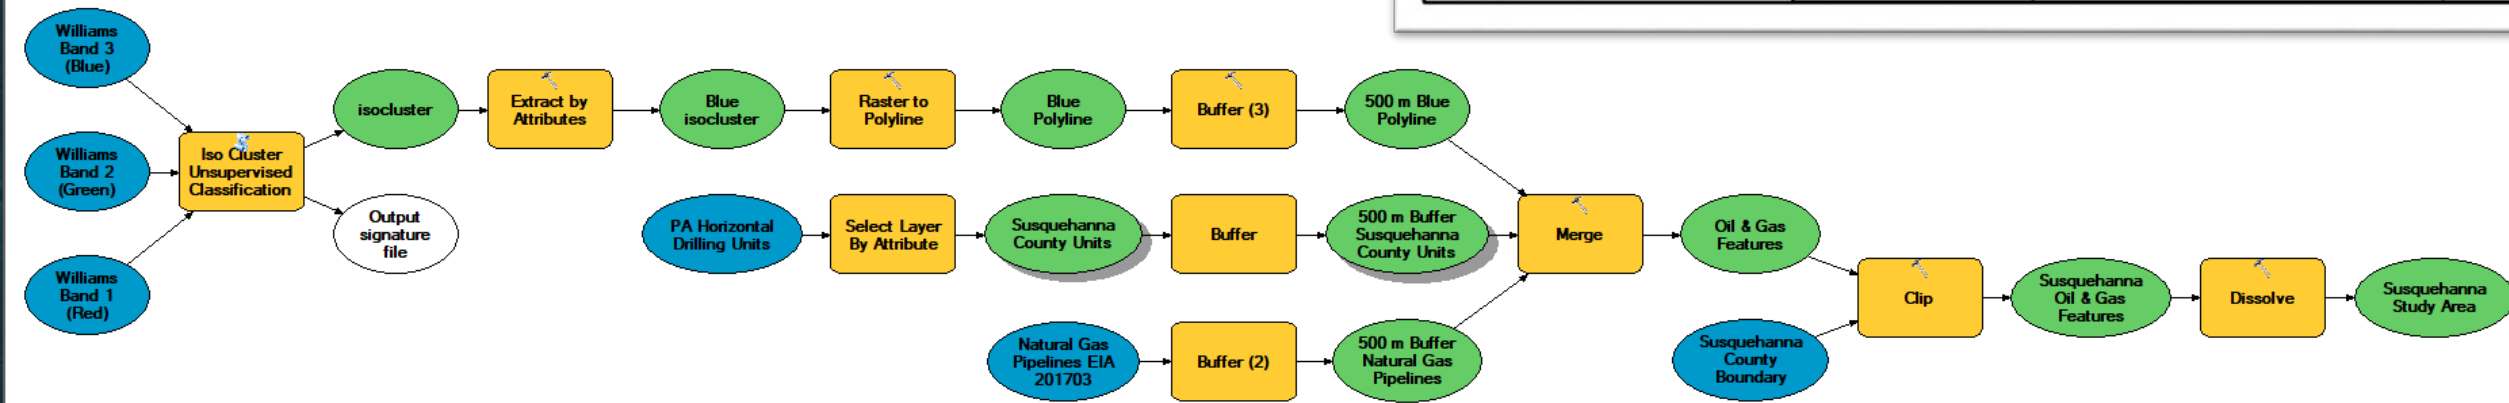 Williams
Band 3
(Blue)
Williams
Band 2
(Green)
Williams
Band 1
(Red)
Iso Cluster
Unsupervised
Classification
isocluster
Output
signature
file
Extract by
Attributes
Blue
isocluster
Raster to
Polyline
Blue
Polyline
Buffer (3)
500 m Blue
Polyline
PA Horizontal
Drilling Units
Select Layer
By Attribute
Susquehanna
County Units
Buffer
500 m Buffer
Susquehanna
County Units
Natural Gas
Pipelines EIA
201703
Buffer (2)
500 m Buffer
Natural Gas
Pipelines
Merge
Oil & Gas
Features
Susquehanna
County
Boundary
Clip
Susquehanna
Oil & Gas
Features
Dissolve
Susquehanna
Study Area